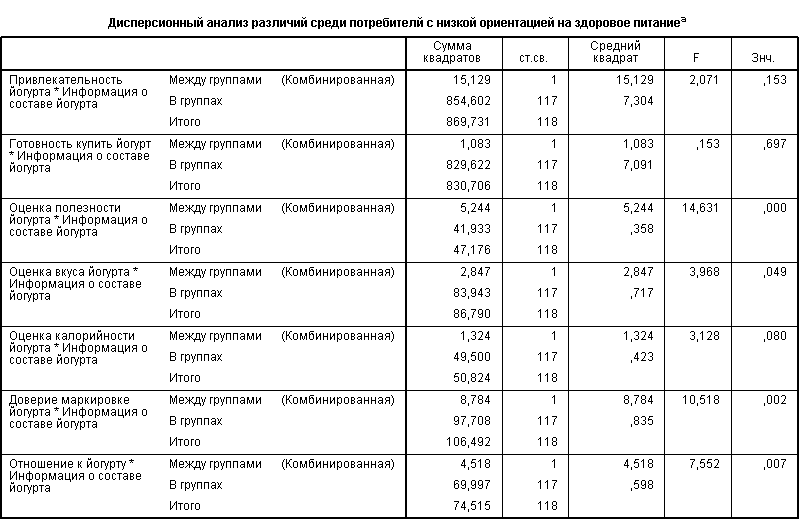 Дисперсионный анализ различий среди потребителй с низкой ориентацией на здоровое питание a
Сумма квадратов ст.св. Средний квадрат F Знч.
Привлекательность йогурта * Информация о составе йогурта Между группами (Комбинированная) 15,129 1 15,129 2,071 ,153
В группах 854,602 117 7,304
Итого 869,731 118
Готовность купить йогурт * Информация о составе йогурта Между группами (Комбинированная) 1,083 1 1,083 ,153 ,697
В группах 829,622 117 7,091
Итого 830,706 118
Оценка полезности йогурта * Информация о составе йогурта Между группами (Комбинированная) 5,244 1 5,244 14,631 ,000
В группах 41,933 117 ,358
Итого 47,176 118
Оценка вкуса йогурта * Информация о составе йогурта Между группами (Комбинированная) 2,847 1 2,847 3,968 ,049
В группах 83,943 117 ,717
Итого 86,790 118
Оценка калорийности йогурта * Информация о составе йогурта Между группами (Комбинированная) 1,324 1 1,324 3,128 ,080
В группах 49,500 117 ,423
Итого 50,824 118
Доверие маркировке йогурта * Информация о составе йогурта Между группами (Комбинированная) 8,784 1 8,784 10,518 ,002
В группах 97,708 117 ,835
Итого 106,492 118
Отношение к йогурту * Информация о составе йогурта Между группами (Комбинированная) 4,518 1 4,518 7,552 ,007
В группах 69,997 117 ,598
Итого 74,515 118